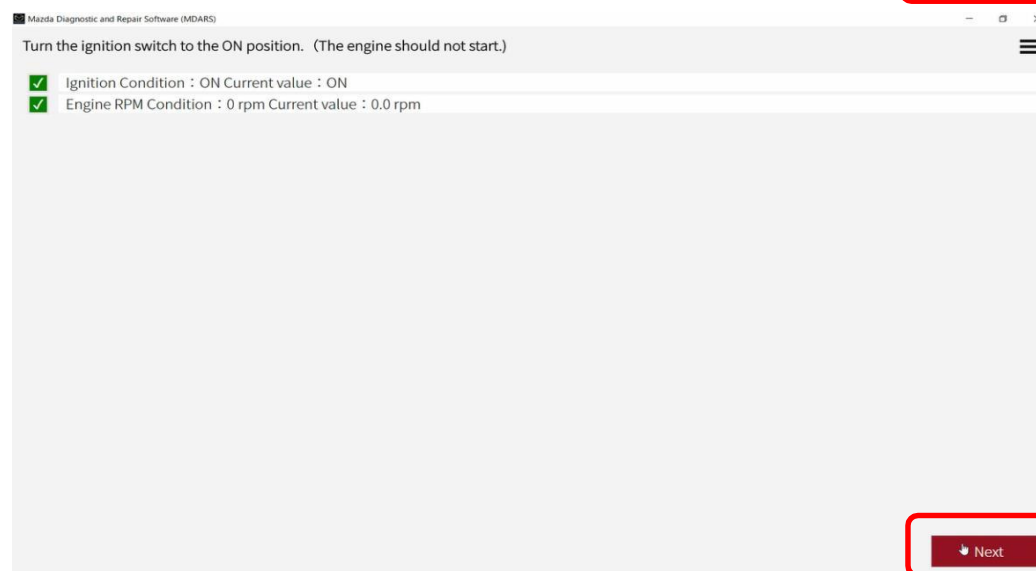 Mazda Diagnostic and Repair Software (MDARS)
Turn the ignition switch to the ON position. (The engine should not start.)
Ignition Condition：ON Current value：ON
Engine RPM Condition：0 rpm Current value：0.0 rpm
Next